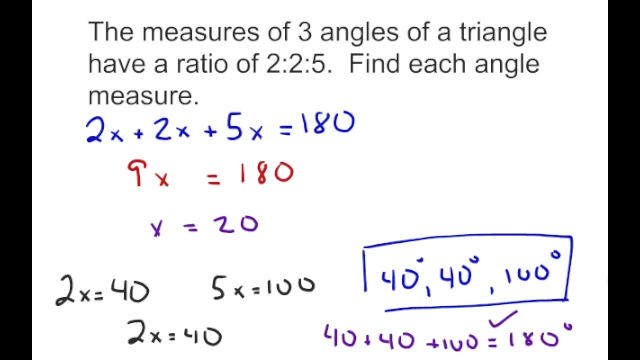 The measures of 3 angles of a triangle
have a ratio of 2:2:5. Find each angle
measure.
2x + 2x + 5x = 180
9x = 180
x = 20
2x = 40
5x = 100
2x = 40
40°, 40°, 100°
40 + 40 + 100 = 180°